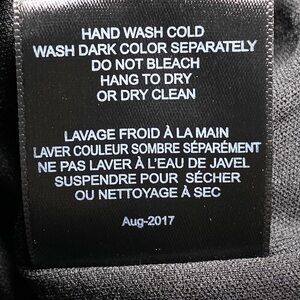 HAND WASH COLD
WASH DARK COLOR SEPARATELY
DO NOT BLEACH
HANG TO DRY
OR DRY CLEAN
LAVAGE FROID À LA MAIN
LAVER COULEUR SOMBRE SÉPARÉMENT
NE PAS LAVER À L'EAU DE JAVEL
SUSPENDRE POUR SÉCHER
OU NETTOYAGE À SEC
Aug-2017